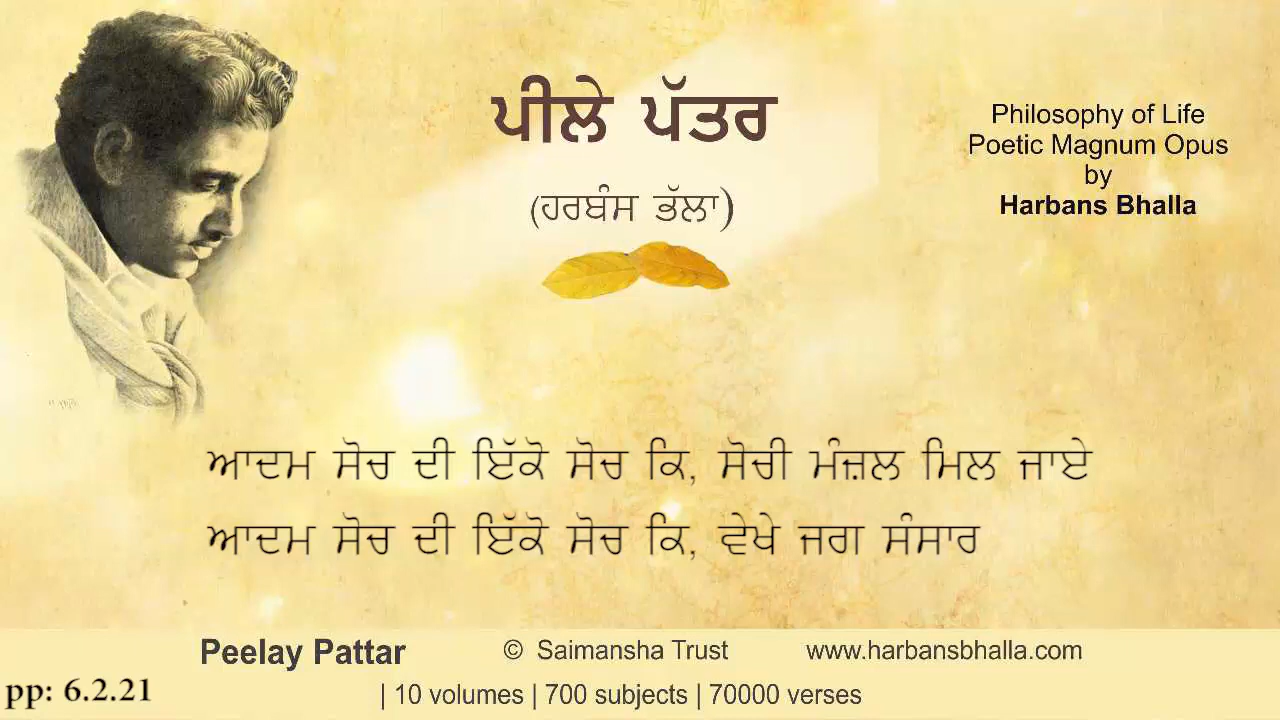 ਪੀਲੇ ਪੱਤਰ
(ਹਰਬੰਸ ਭੱਲਾ)
Philosophy of Life
Poetic Magnum Opus
by
Harbans Bhalla
ਆਦਮ ਸੋਚ ਦੀ ਇੱਕੋ ਸੋਚ ਕਿ, ਸੋਚੀ ਮੰਜ਼ਲ ਮਿਲ ਜਾਏ
ਆਦਮ ਸੋਚ ਦੀ ਇੱਕੋ ਸੋਚ ਕਿ, ਵੇਖੇ ਜਗ ਸੰਸਾਰ
Peelay Pattar © Saimansha Trust www.harbansbhalla.com
pp: 6.2.21 | 10 volumes | 700 subjects | 70000 verses